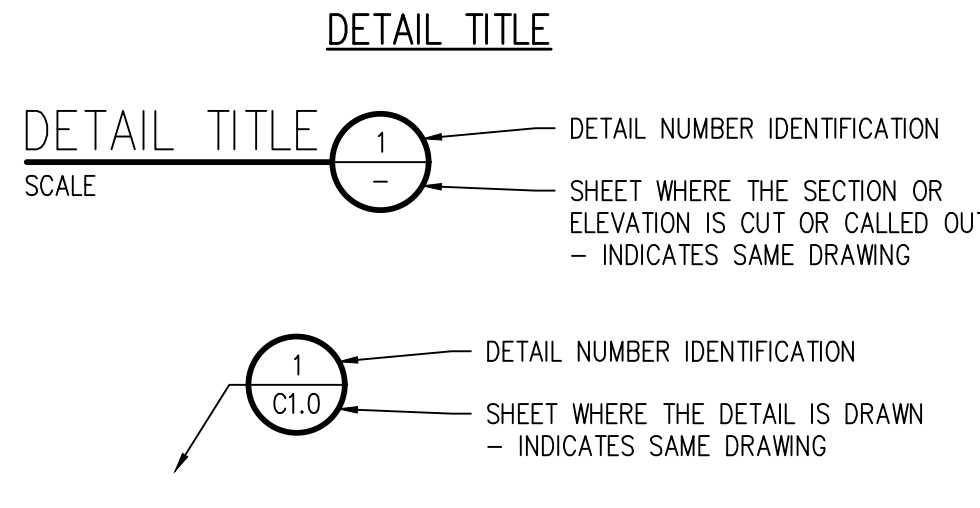 DETAIL TITLE
DETAIL TITLE
SCALE
1
–
DETAIL NUMBER IDENTIFICATION
SHEET WHERE THE SECTION OR
ELEVATION IS CUT OR CALLED OUT
– INDICATES SAME DRAWING
1
C1.0
DETAIL NUMBER IDENTIFICATION
SHEET WHERE THE DETAIL IS DRAWN
– INDICATES SAME DRAWING